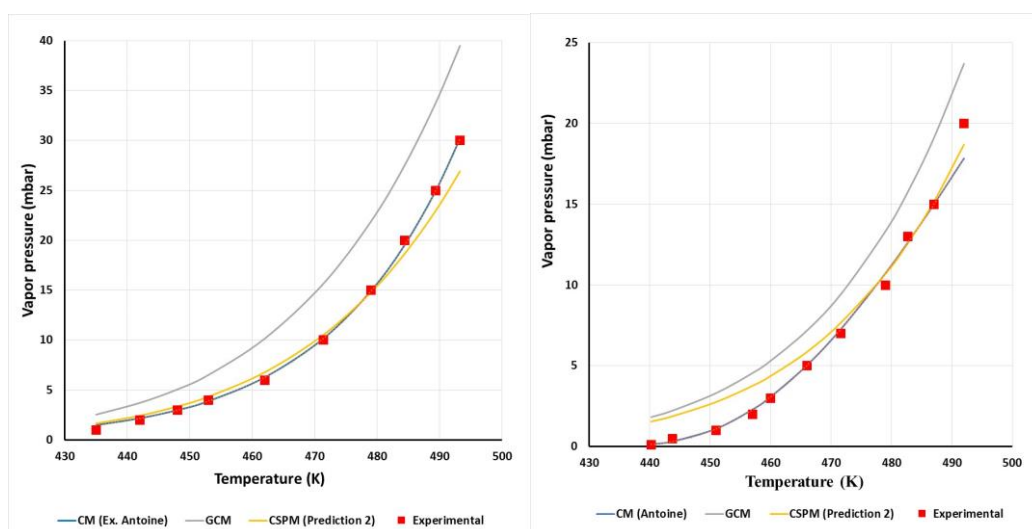 40
35
30
25
20
15
10
5
0
Vapor pressure (mbar)
430 440 450 460 470 480 490 500
Temperature (K)
CM (Ex. Antoine) GCM CSPM (Prediction 2) Experimental
25
20
15
10
5
0
Vapor pressure (mbar)
430 440 450 460 470 480 490 500
Temperature (K)
CM (Antoine) GCM CSPM (Prediction 2) Experimental